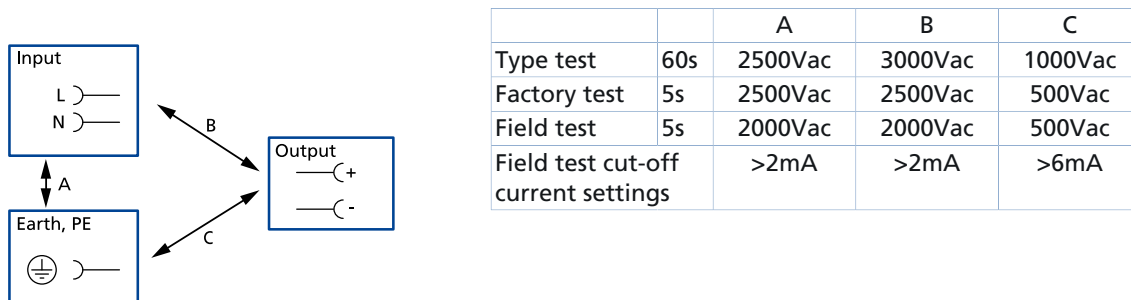 Input
L
N
A
Earth, PE
B
C
Output
+
-
A B C
Type test 60s 2500Vac 3000Vac 1000Vac
Factory test 5s 2500Vac 2500Vac 500Vac
Field test 5s 2000Vac 2000Vac 500Vac
Field test cut-off >2mA >2mA >6mA
current settings